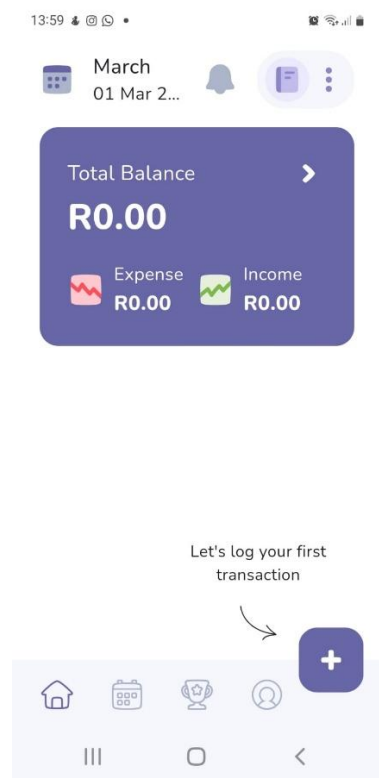 13:59
March
01 Mar 2...
Total Balance
R0.00
Expense
R0.00
Income
R0.00
Let's log your first
transaction